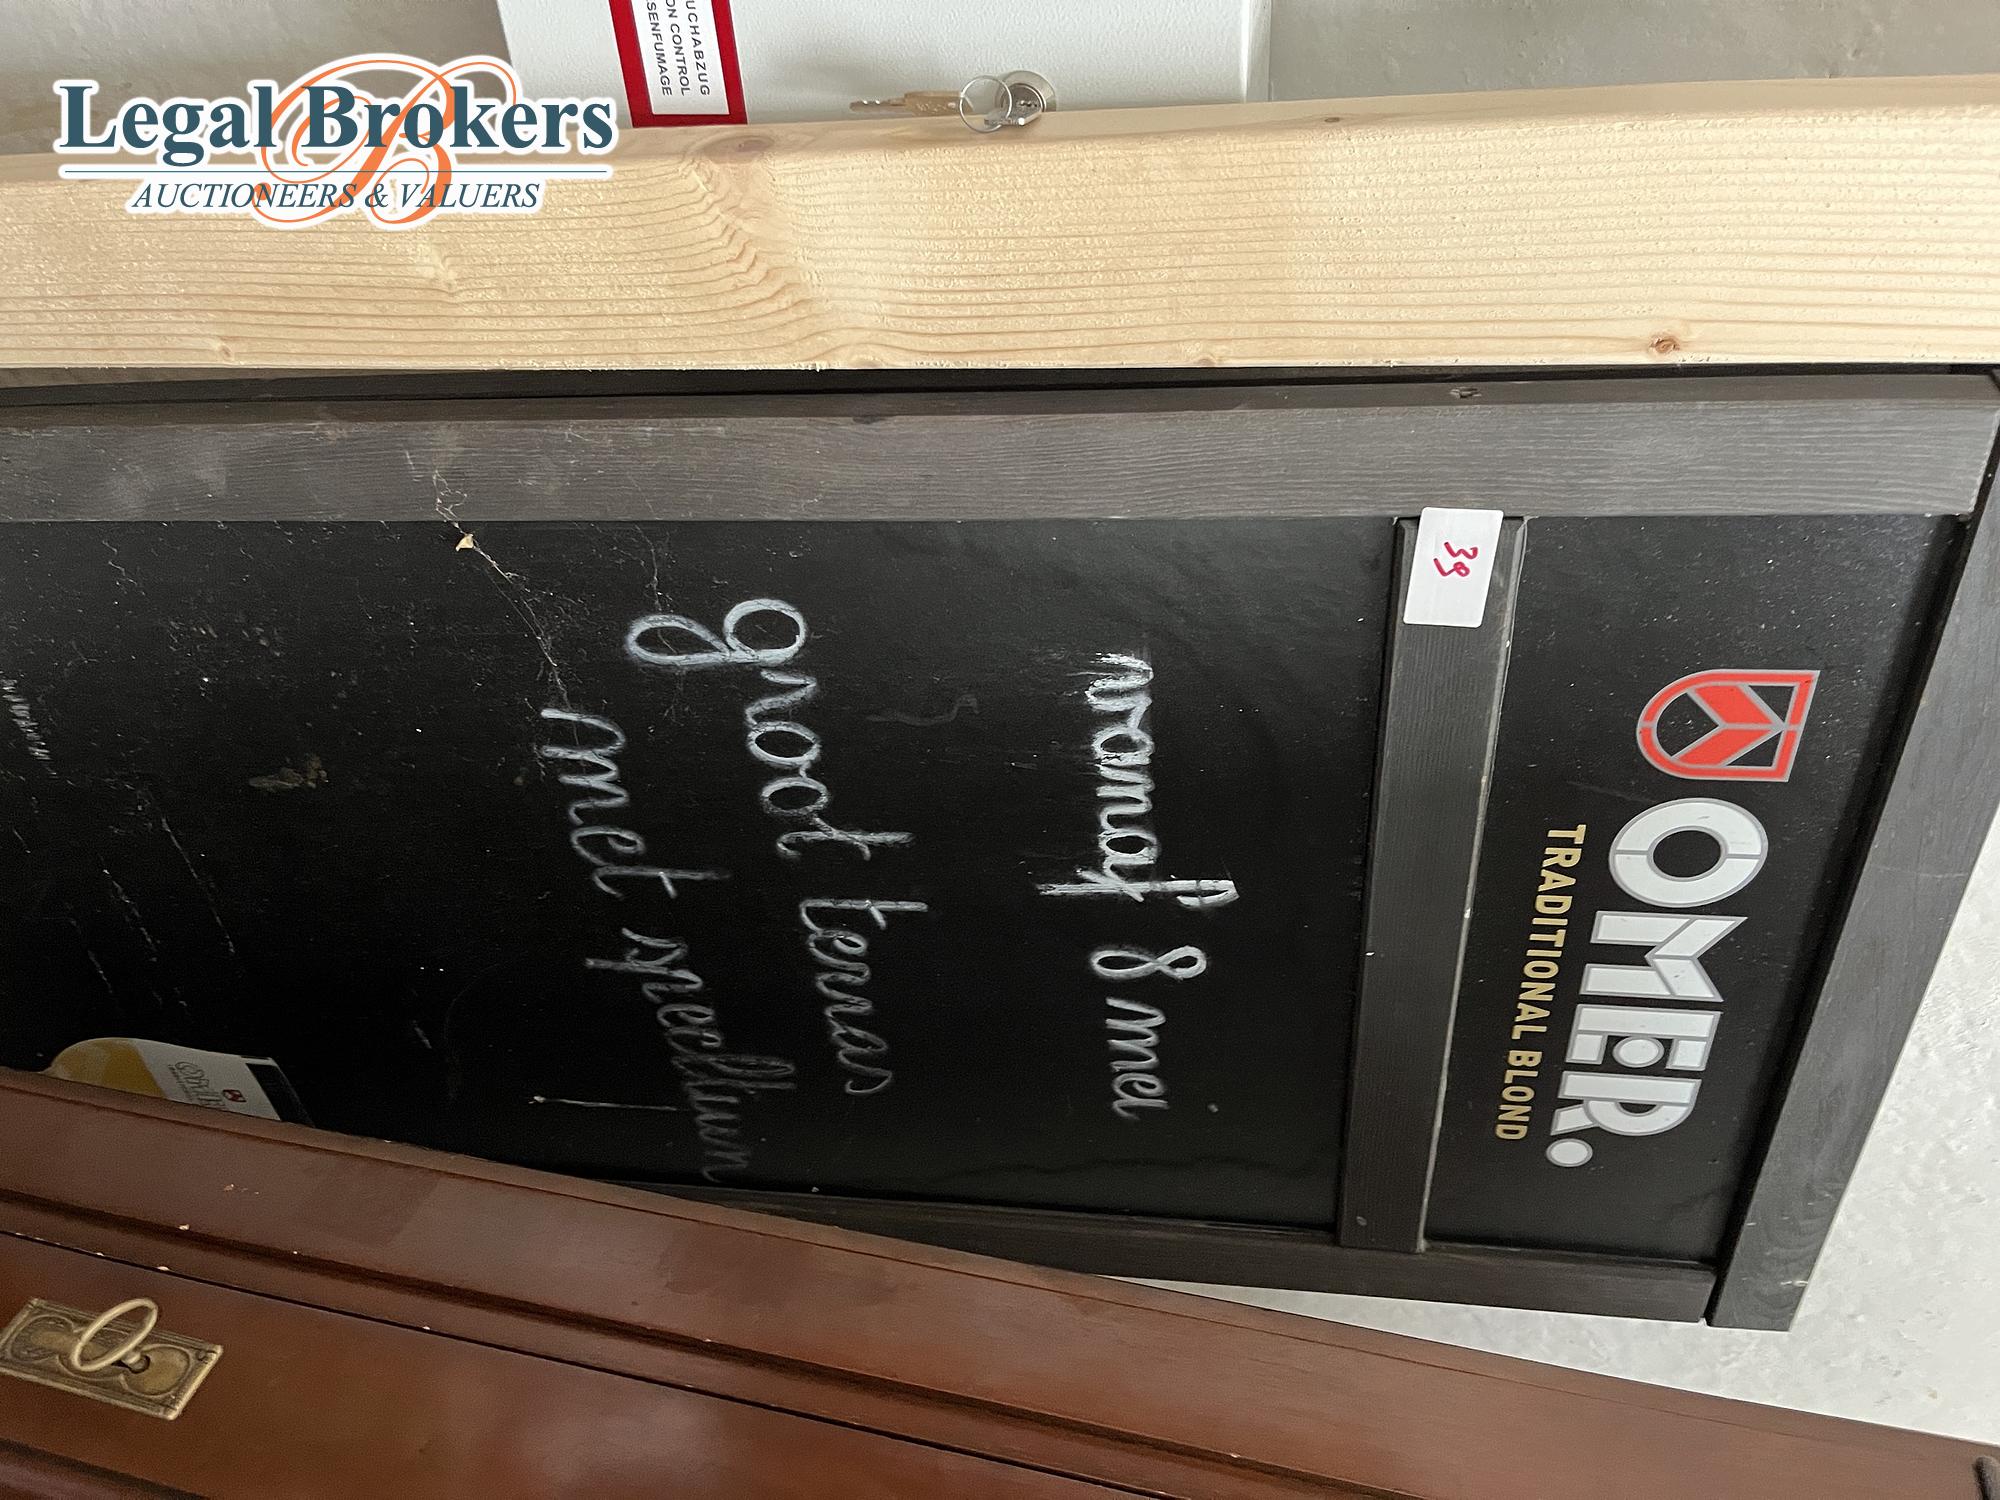 Legal Brokers
AUCTIONEERS & VALUERS
UCHABZUG
ON CONTROL
SENFUMAGE
OMER.
TRADITIONAL BLOND
39
vanaf 8 mei
groot terras
met speeltuin